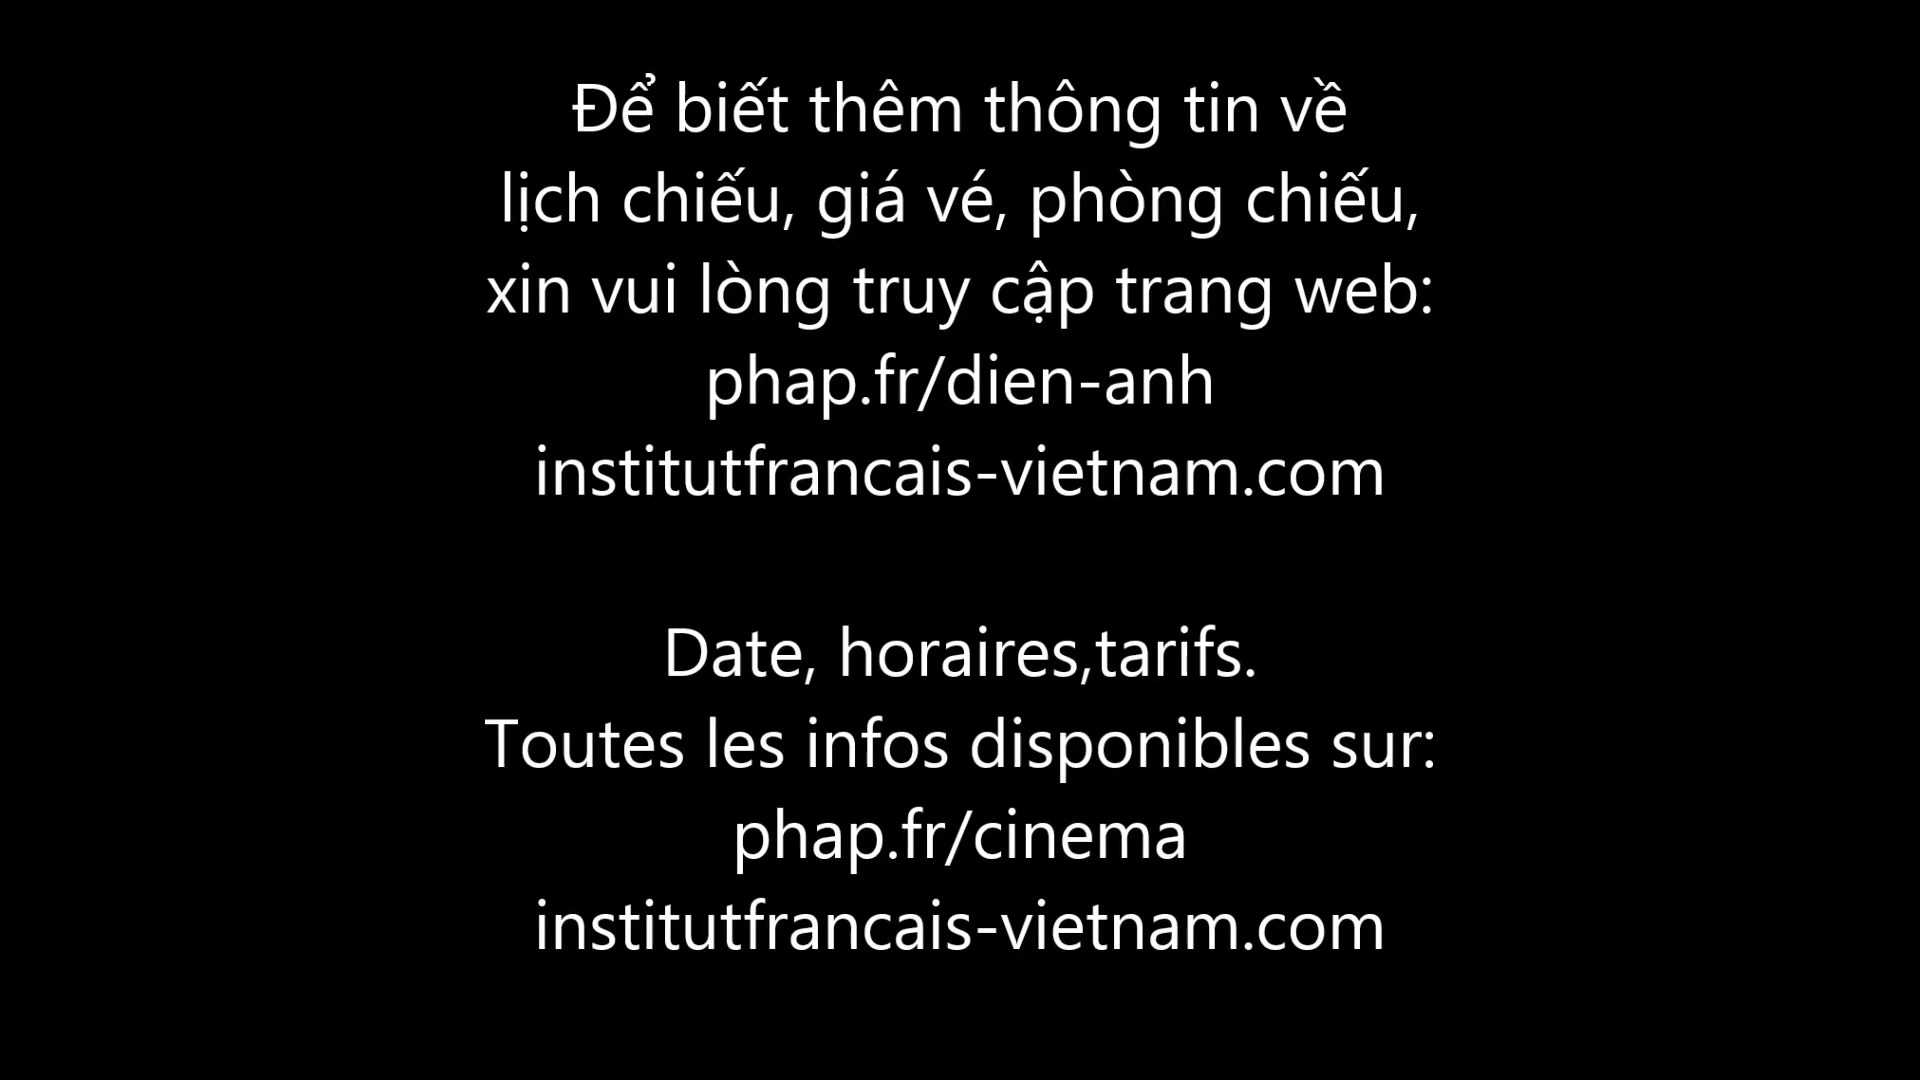 Để biết thêm thông tin về
lịch chiếu, giá vé, phòng chiếu,
xin vui lòng truy cập trang web:
phap.fr/dien-anh
institutfrancais-vietnam.com
Date, horaires,tarifs.
Toutes les infos disponibles sur:
phap.fr/cinema
institutfrancais-vietnam.com